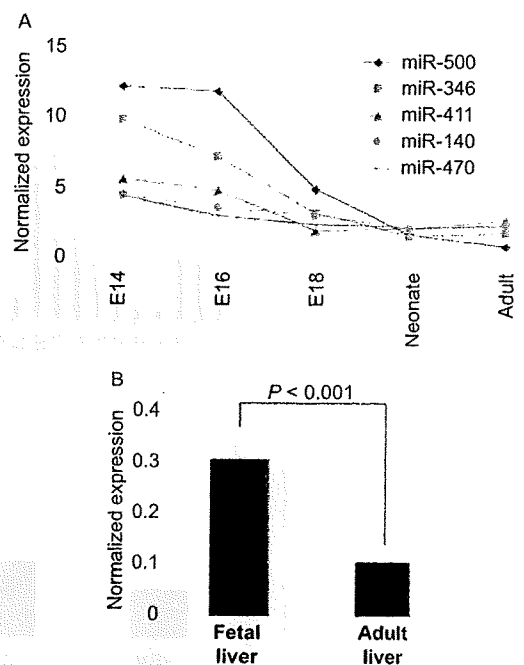 A
15
10
5
0
Normalized expression
miR-500
miR-346
miR-411
miR-140
miR-470
E14
E16
E18
Neonate
Adult
B
P < 0.001
0.4
0.3
0.2
0.1
0
Normalized expression
Fetal
liver
Adult
liver